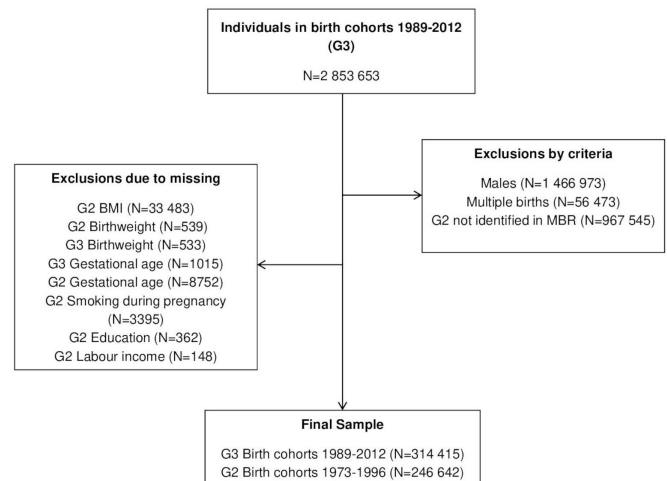 Individuals in birth cohorts 1989-2012
(G3)
N=2 853 653
Exclusions by criteria
Males (N=1 466 973)
Multiple births (N=56 473)
G2 not identified in MBR (N=967 545)
Exclusions due to missing
G2 BMI (N=33 483)
G2 Birthweight (N=539)
G3 Birthweight (N=533)
G3 Gestational age (N=1015)
G2 Gestational age (N=8752)
G2 Smoking during pregnancy
(N=3395)
G2 Education (N=362)
G2 Labour income (N=148)
Final Sample
G3 Birth cohorts 1989-2012 (N=314 415)
G2 Birth cohorts 1973-1996 (N=246 642)